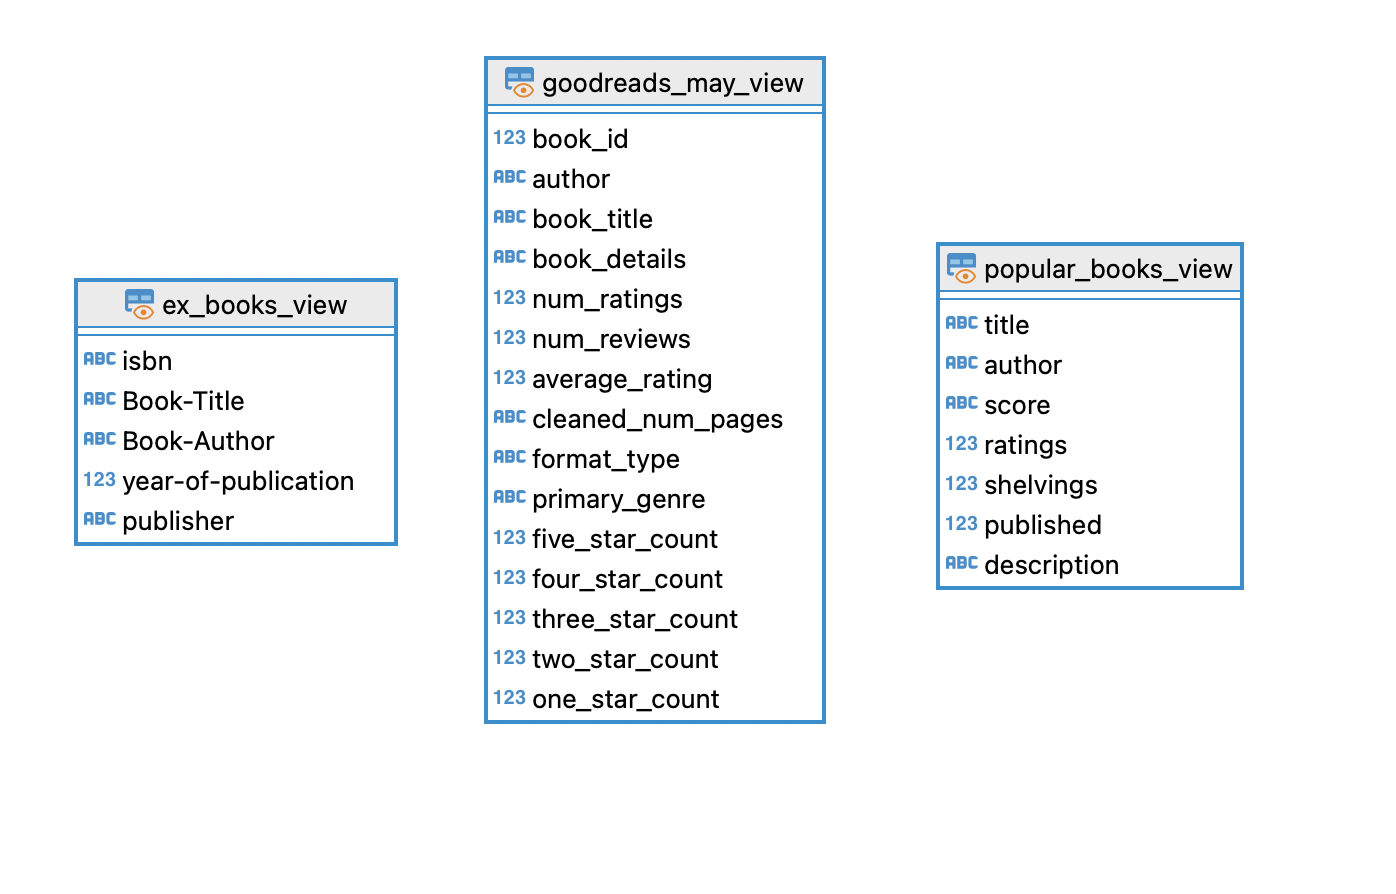 ex_books_view
ABC isbn
ABC Book-Title
ABC Book-Author
123 year-of-publication
ABC publisher
goodreads_may_view
123 book_id
ABC author
ABC book_title
ABC book_details
123 num_ratings
123 num_reviews
123 average_rating
ABC cleaned_num_pages
ABC format_type
ABC primary_genre
123 five_star_count
123 four_star_count
123 three_star_count
123 two_star_count
123 one_star_count
popular_books_view
ABC title
ABC author
ABC score
123 ratings
123 shelvings
123 published
ABC description